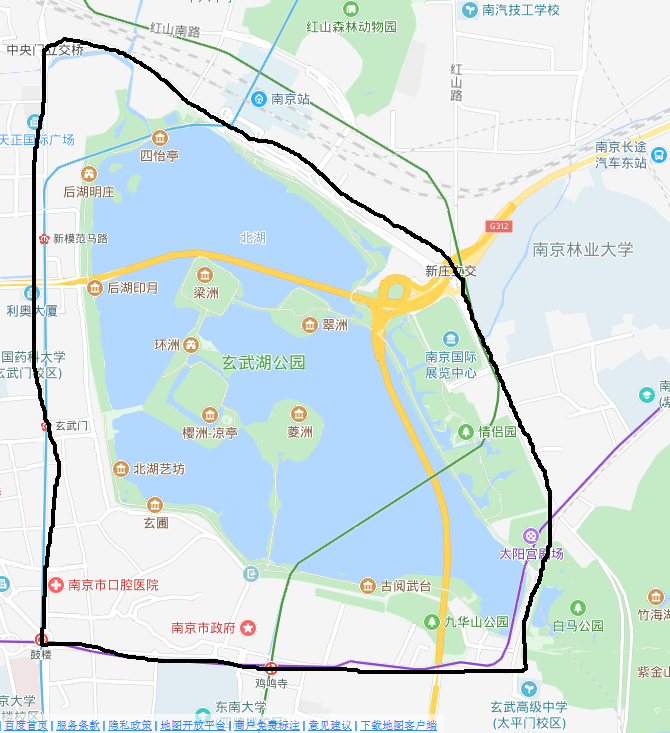 南汽技工学校
红山森林动物园
红山南路
中央门立交桥
红山路
南京站
天正国际广场
四怡亭
南京长途
汽车东站
后湖明庄
G312
新模范马路
北湖
南京林业大学
新庄立交
后湖印月
梁洲
利奥大厦
翠洲
环洲
南京国际
展览中心
国药科大学
玄武门校区)
玄武湖公园
南
(紫
玄武门
樱洲-凉亭
菱洲
情侣园
北湖艺坊
玄圃
太阳宫剧场
南京市口腔医院
古阅武台
竹海湖
南京市政府
九华山公园
白马公园
鼓楼
紫金山
鸡鸣寺
京大学
楼校区)
东南大学
玄武高级中学
(太平门校区)
百度首页 | 服务条款 | 隐私政策 | 地图开放平台 | 商户免费标注 | 意见建议 | 下载地图客户端